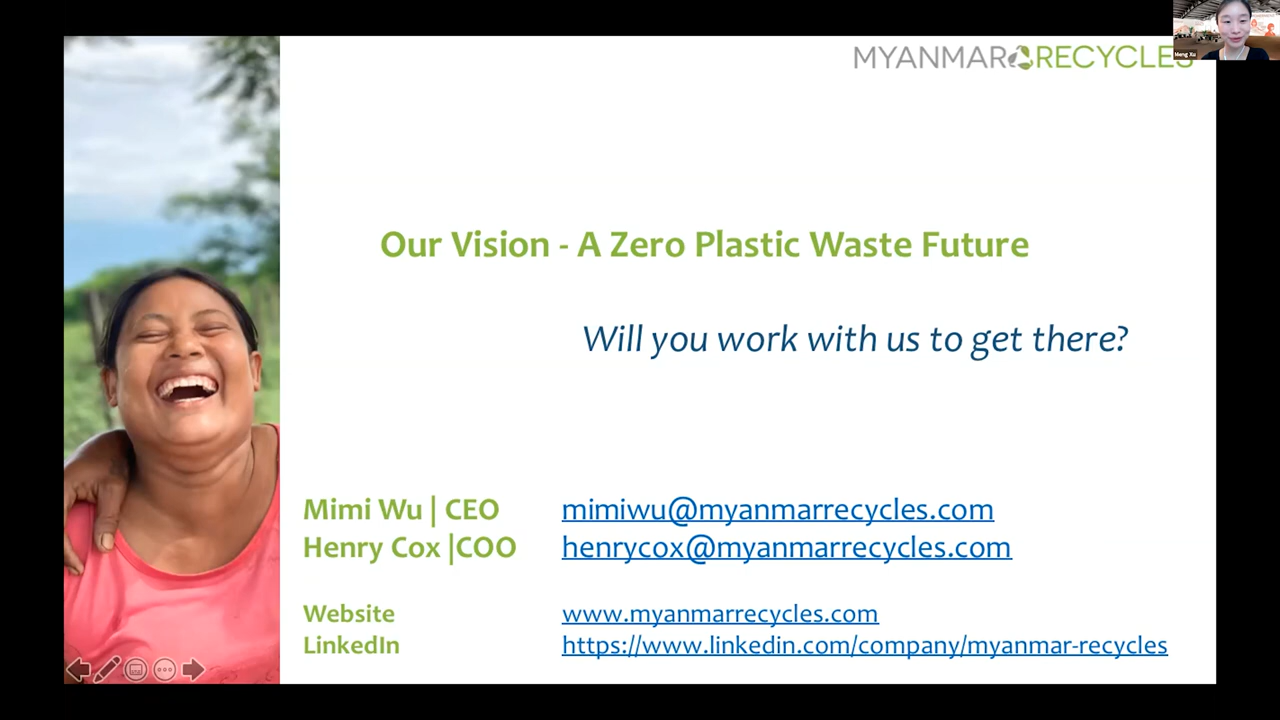 MYANMAR RECYCLES
Meng Xu
Our Vision - A Zero Plastic Waste Future
Will you work with us to get there?
Mimi Wu | CEO mimiwu@myanmarrecycles.com
Henry Cox |COO henrycox@myanmarrecycles.com
Website www.myanmarrecycles.com
LinkedIn https://www.linkedin.com/company/myanmar-recycles